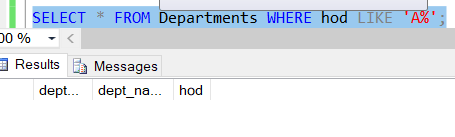 SELECT * FROM Departments WHERE hod LIKE 'A%';
00 %
Results Messages
dept... dept_na... hod